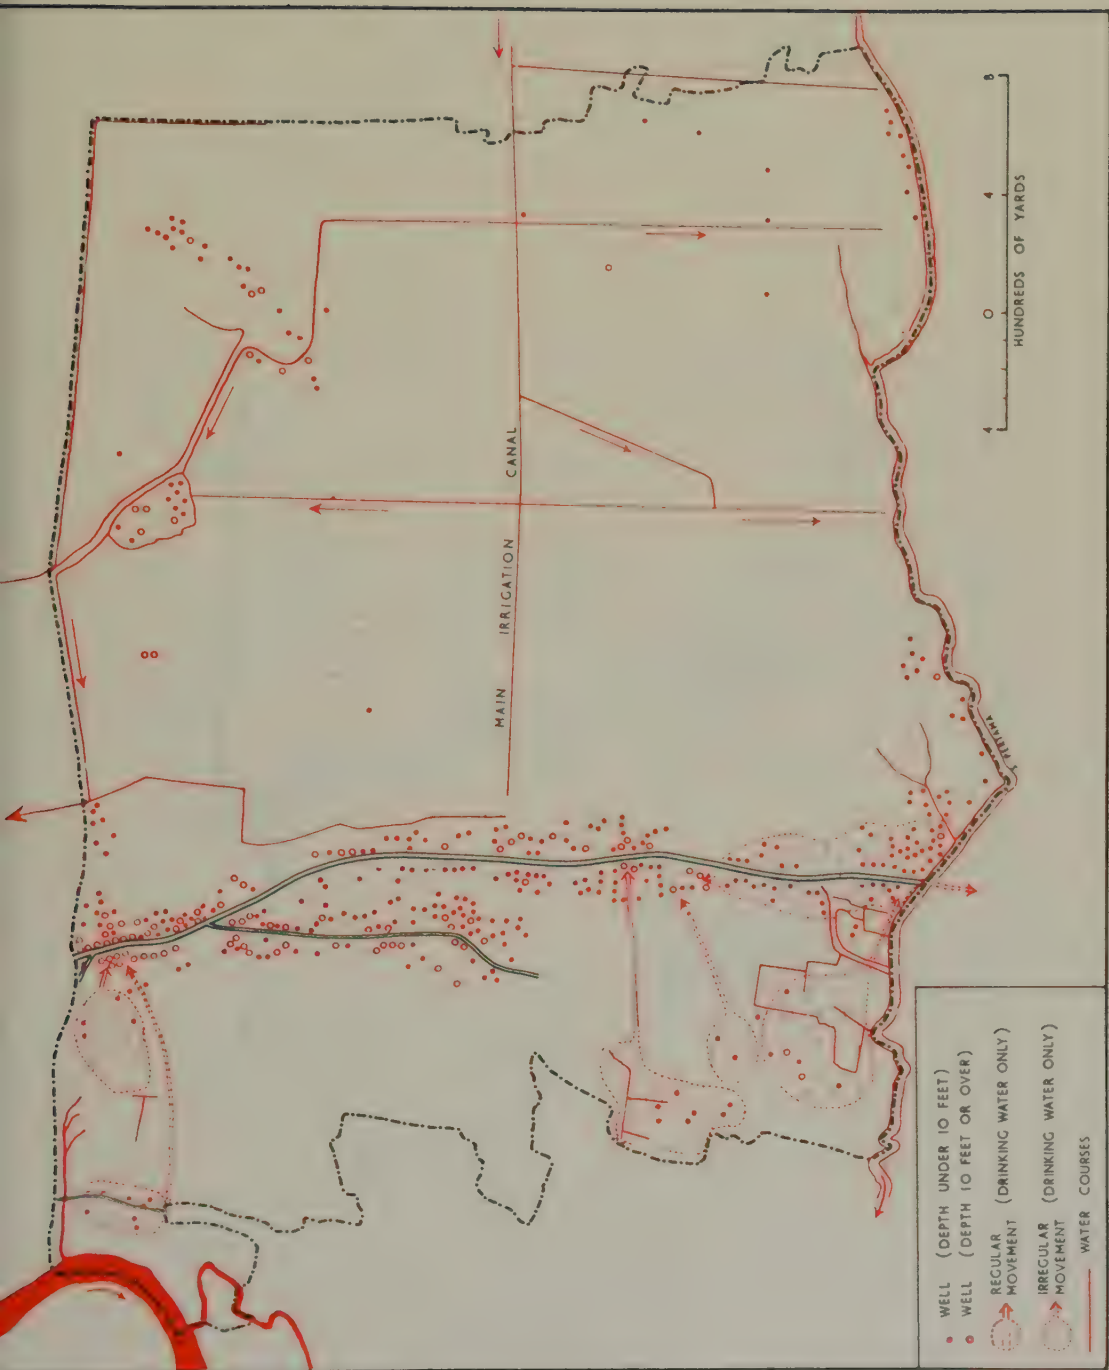 MAIN IRRIGATION CANAL
S PERTAMA
4 0 4 8
HUNDREDS OF YARDS
WELL (DEPTH UNDER 10 FEET)
WELL (DEPTH 10 FEET OR OVER)
REGULAR MOVEMENT (DRINKING WATER ONLY)
IRREGULAR MOVEMENT (DRINKING WATER ONLY)
WATER COURSES